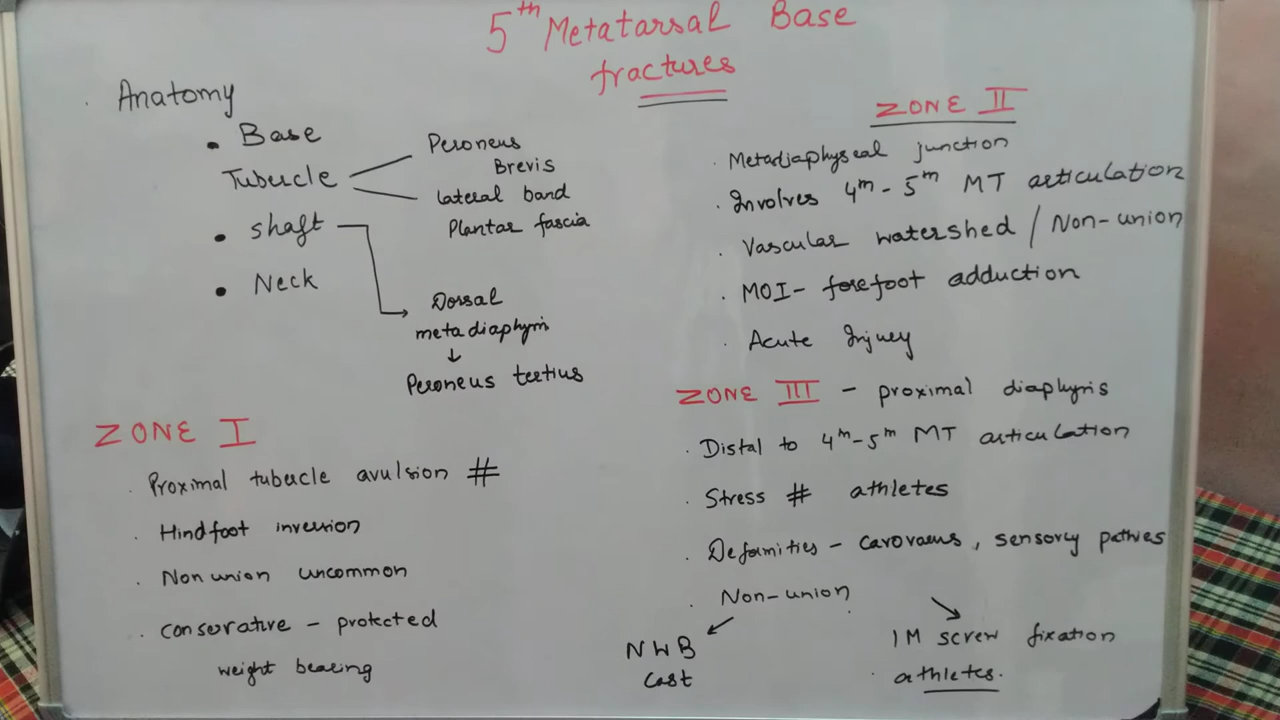 5th Metatarsal Base
fractures
Anatomy
• Base
Tubercle
Peroneus
Brevis
lateral band
Plantar fascia
• shaft
• Neck
Dorsal
metadiaphysis
↓
Peroneus tertius
ZONE I
. Proximal tubercle avulsion #
. Hindfoot inversion
. Non union uncommon
. conservative - protected
weight bearing
ZONE II
. Metadiaphyseal junction
. Involves 4th - 5th MT articulation
. Vascular watershed / Non-union
. MOI - forefoot adduction
. Acute Injury
ZONE III - proximal diaphysis
. Distal to 4th - 5th MT articulation
. Stress # athletes
. Deformities - cavovarus, sensory pathies
. Non-union
NWB
Cast
IM screw fixation
athletes.